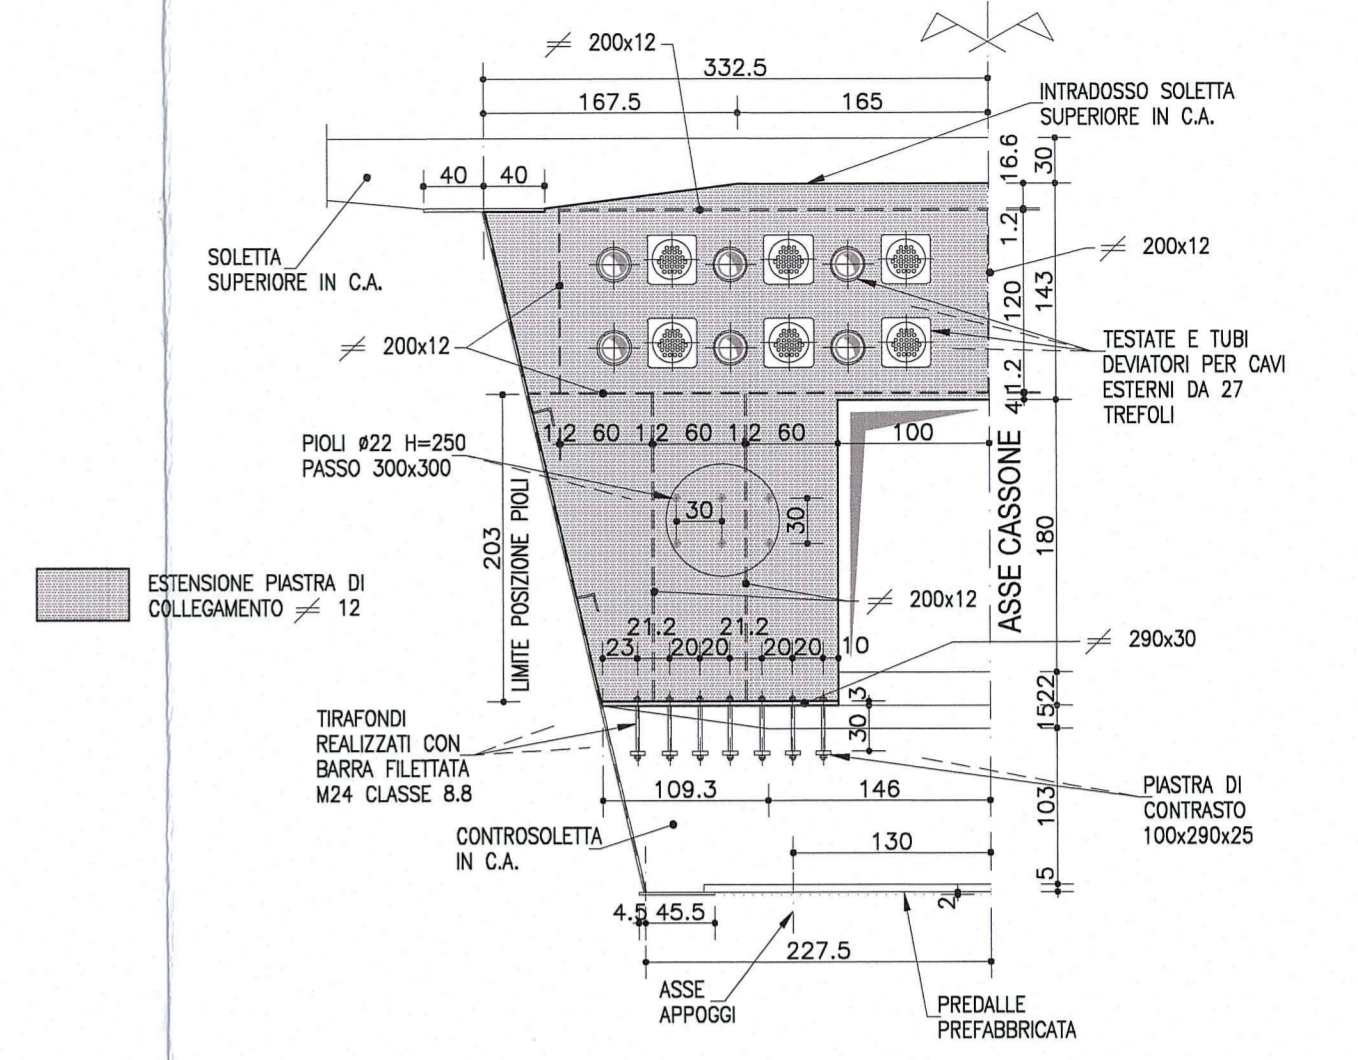 ⌿ 200x12
332.5
167.5
165
INTRADOSSO SOLETTA
SUPERIORE IN C.A.
16.6
30
40
40
SOLETTA
SUPERIORE IN C.A.
1.2
⌿ 200x12
143
120
⌿ 200x12
TESTATE E TUBI
DEVIATORI PER CAVI
ESTERNI DA 27
TREFOLI
1.2
4
1.2
60
1.2
60
1.2
60
100
PIOLI ø22 H=250
PASSO 300x300
ASSE CASSONE
30
30
203
LIMITE POSIZIONE PIOLI
180
ESTENSIONE PIASTRA DI
COLLEGAMENTO ⌿ 12
⌿ 200x12
21.2
21.2
23
20
20
20
20
10
⌿ 290x30
22
3
15
30
TIRAFONDI
REALIZZATI CON
BARRA FILETTATA
M24 CLASSE 8.8
109.3
146
103
PIASTRA DI
CONTRASTO
100x290x25
CONTROSOLETTA
IN C.A.
130
5
2
4.5
45.5
227.5
ASSE
APPOGGI
PREDALLE
PREFABBRICATA